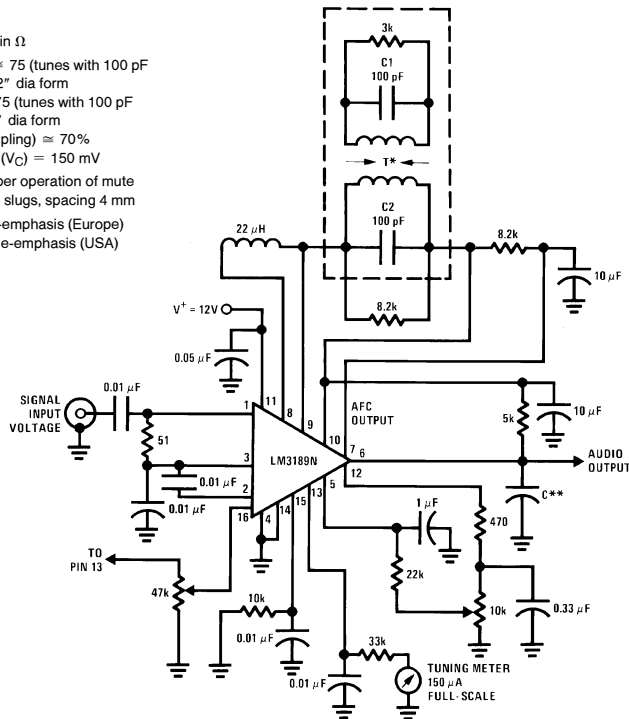 in Ω
≅ 75 (tunes with 100 pF
2″ dia form
75 (tunes with 100 pF
″ dia form
pling) ≅ 70%
(VC) = 150 mV
per operation of mute
slugs, spacing 4 mm
-emphasis (Europe)
e-emphasis (USA)
3k
C1
100 pF
T*
C2
100 pF
22 μH
8.2k
10 μF
8.2k
V+ = 12V
0.05 μF
SIGNAL
INPUT
VOLTAGE
0.01 μF
51
0.01 μF
0.01 μF
1
11
8
9
10
7
6
12
5
13
15
14
4
16
2
3
LM3189N
AFC
OUTPUT
5k
10 μF
AUDIO
OUTPUT
C**
1 μF
470
22k
10k
0.33 μF
TO
PIN 13
47k
10k
0.01 μF
33k
0.01 μF
TUNING METER
150 μA
FULL-SCALE